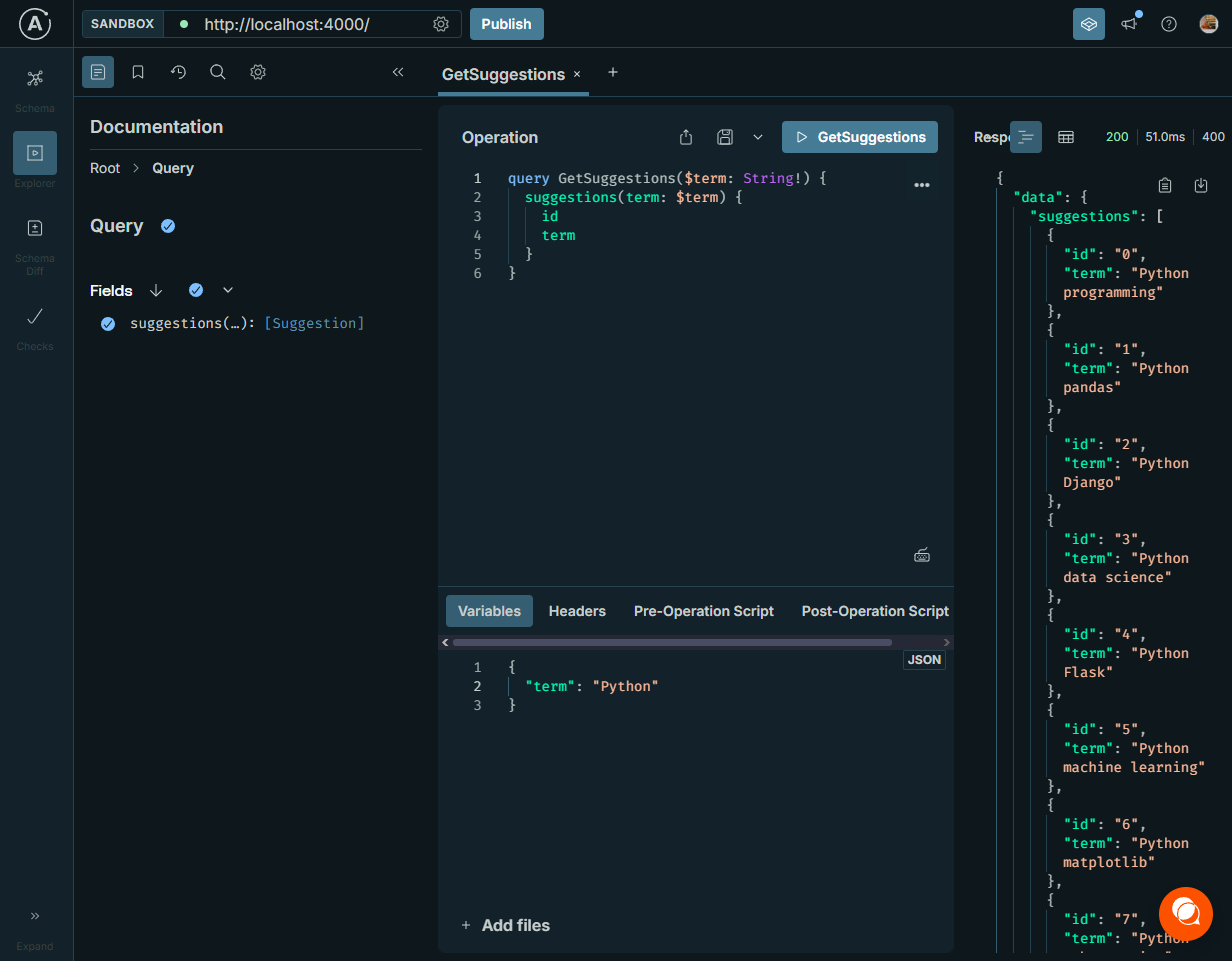 SANDBOX http://localhost:4000/ Publish
Schema
Explorer
Schema
Diff
Checks
Expand
Documentation
Root > Query
Query
Fields
suggestions(…): [Suggestion]
GetSuggestions × +
Operation GetSuggestions
1 query GetSuggestions($term: String!) {
2 suggestions(term: $term) {
3 id
4 term
5 }
6 }
Variables Headers Pre-Operation Script Post-Operation Script
JSON
1 {
2 "term": "Python"
3 }
+ Add files
200 51.0ms 400
{
"data": {
"suggestions": [
{
"id": "0",
"term": "Python
programming"
},
{
"id": "1",
"term": "Python
pandas"
},
{
"id": "2",
"term": "Python
Django"
},
{
"id": "3",
"term": "Python
data science"
},
{
"id": "4",
"term": "Python
Flask"
},
{
"id": "5",
"term": "Python
machine learning"
},
{
"id": "6",
"term": "Python
matplotlib"
},
{
"id": "7",
"term": "Python